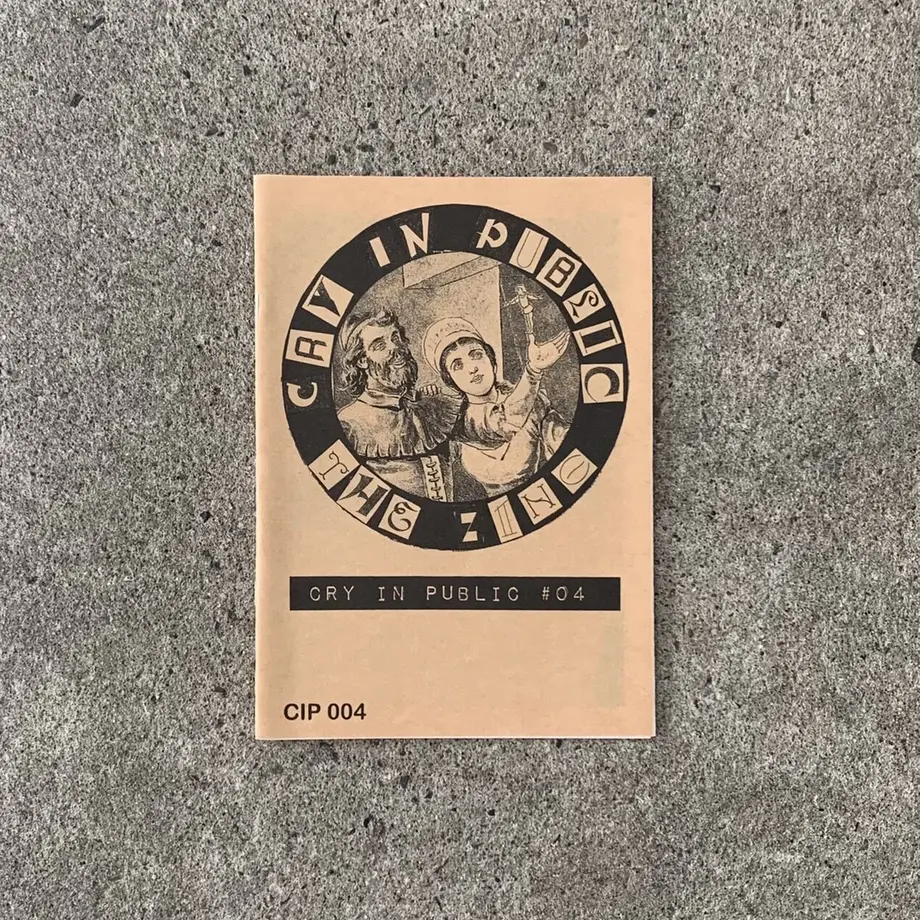 CRY IN PUBLIC
THE ZINE
CRY IN PUBLIC #04
CIP 004